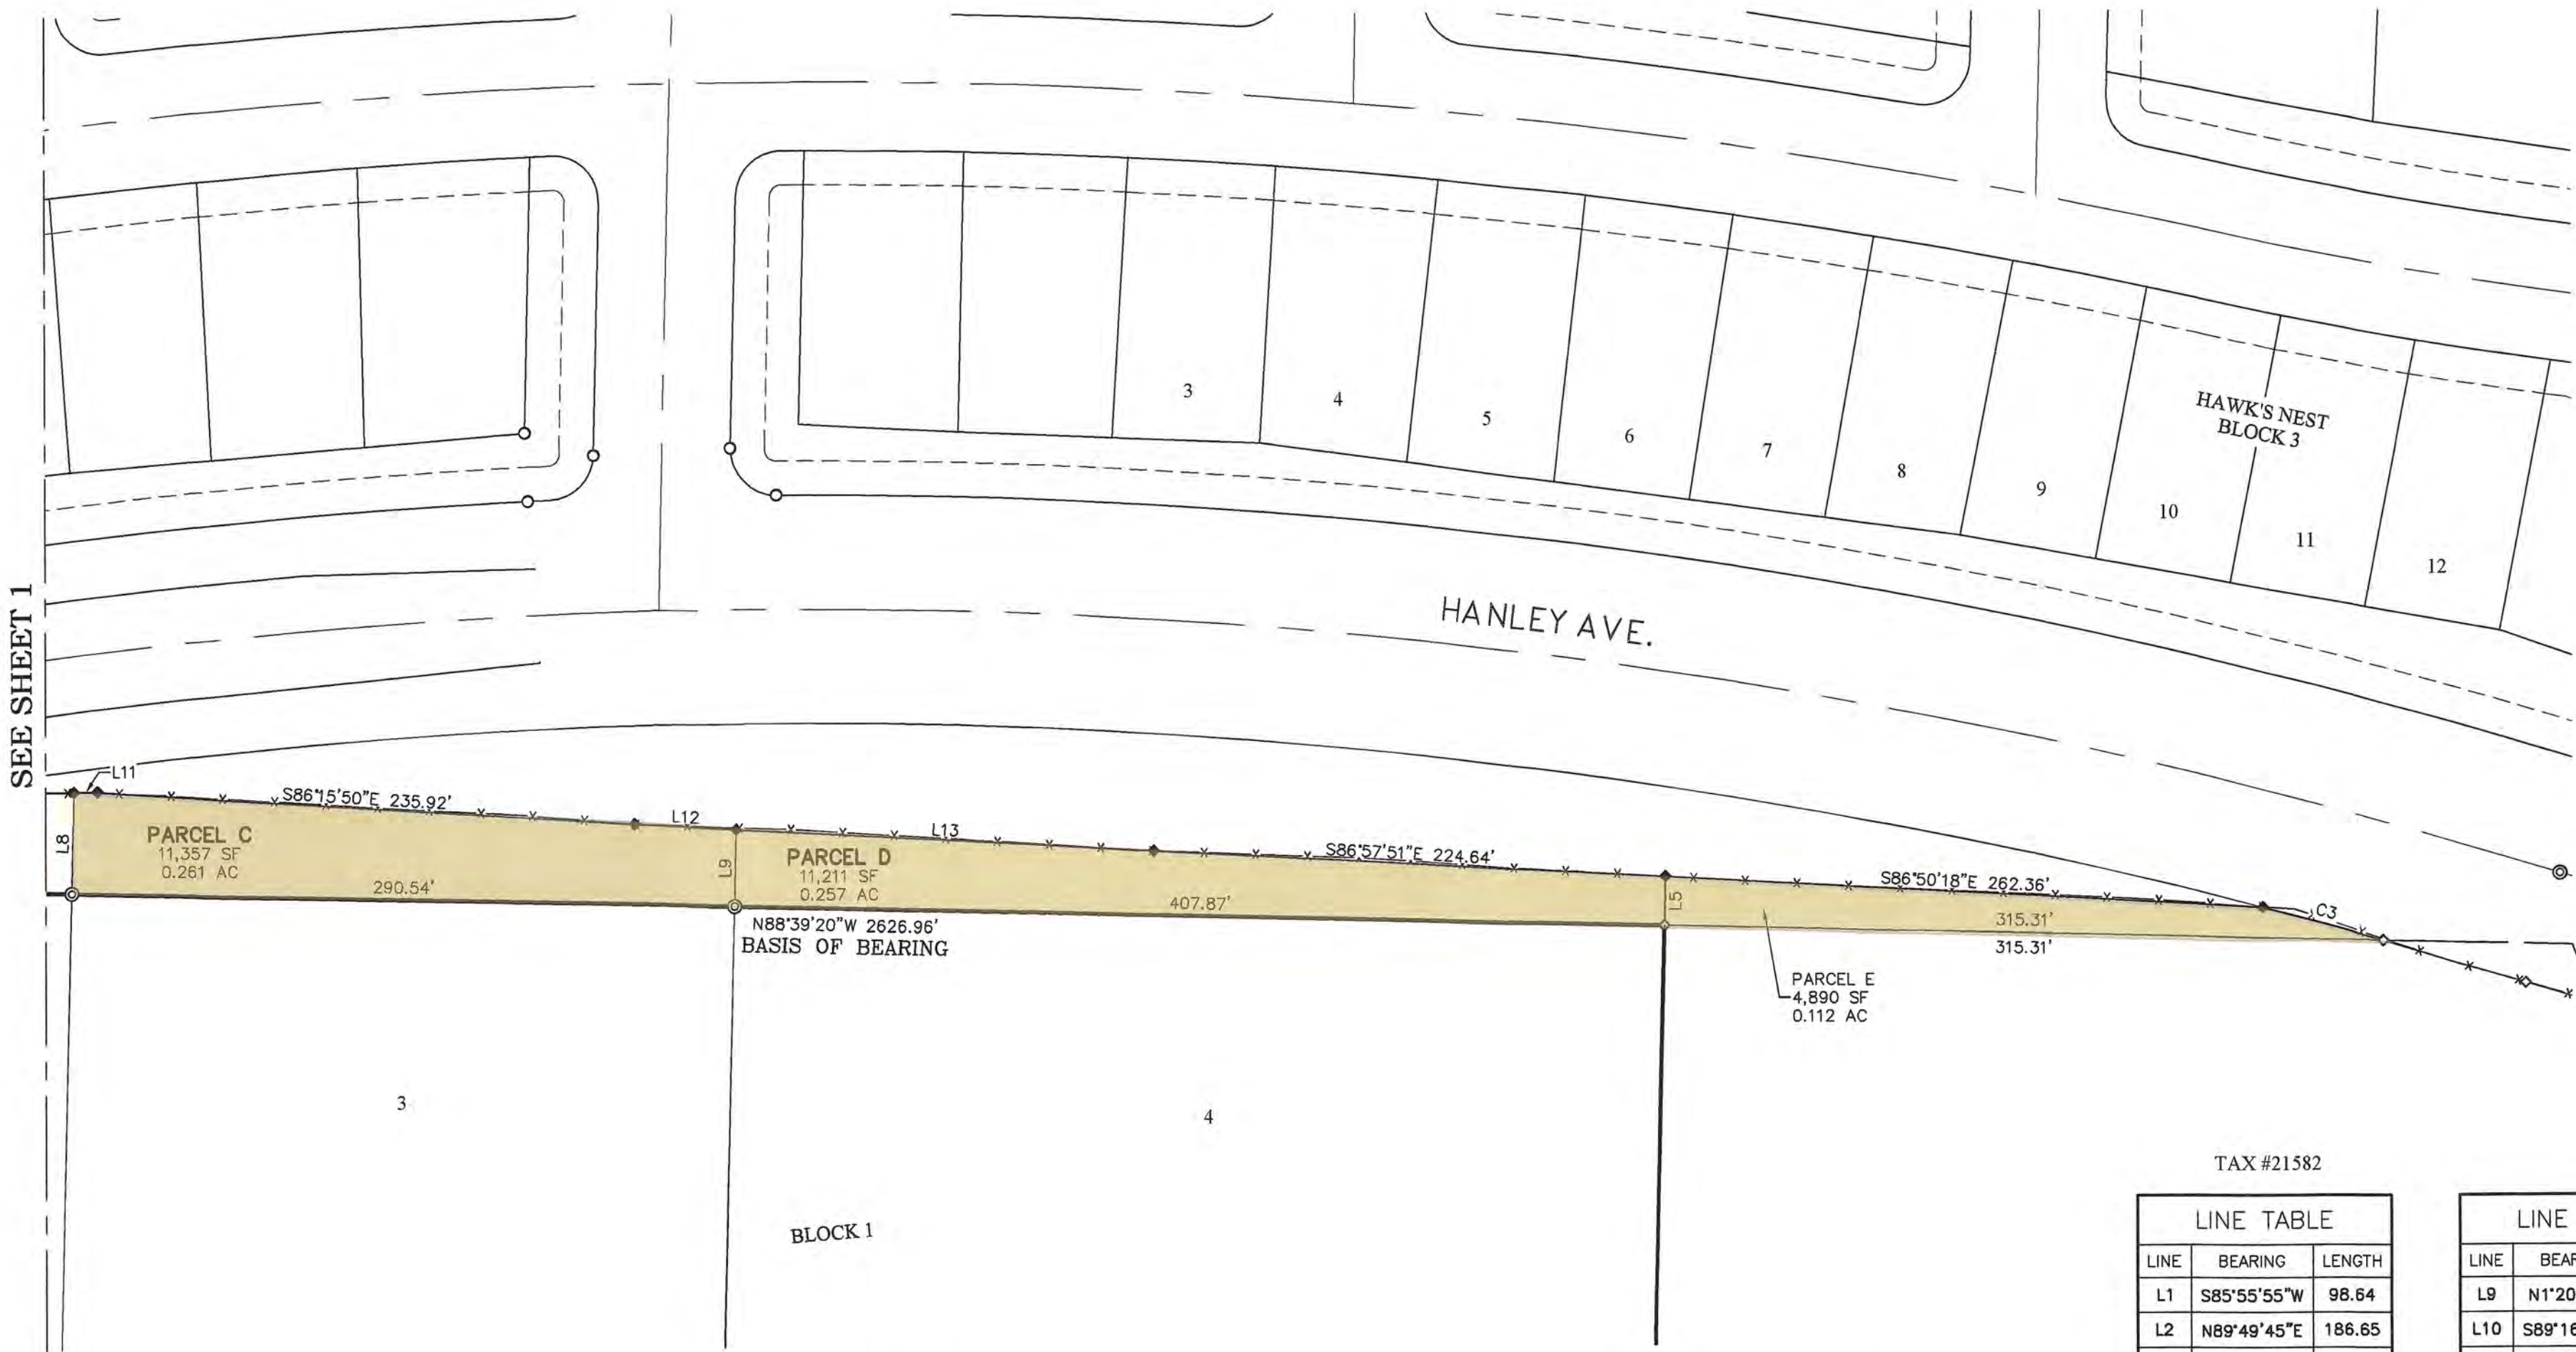 SEE SHEET 1
3
4
5
6
7
8
9
10
11
12
HAWK'S NEST
BLOCK 3
HANLEY AVE.
L11
S86°15'50"E 235.92'
L12
L13
S86°57'51"E 224.64'
S86°50'18"E 262.36'
C3
L8
PARCEL C
11,357 SF
0.261 AC
290.54'
L9
PARCEL D
11,211 SF
0.257 AC
407.87'
L5
315.31'
315.31'
N88°39'20"W 2626.96'
BASIS OF BEARING
PARCEL E
4,890 SF
0.112 AC
3
4
BLOCK 1
TAX #21582
LINE TABLE
LINE BEARING LENGTH
L1 S85°55'55"W 98.64
L2 N89°49'45"E 186.65
LINE
LINE
L9 N1°20
L10 S89°16